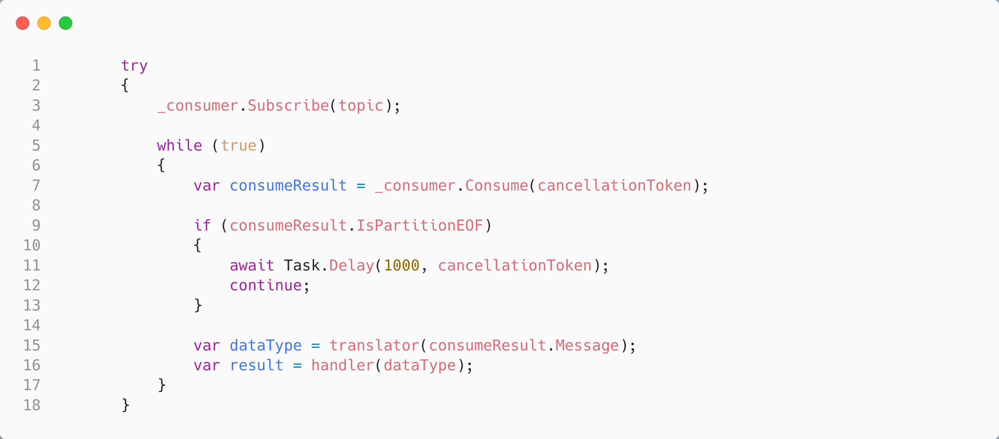 1 try
2 {
3 _consumer.Subscribe(topic);
4
5 while (true)
6 {
7 var consumeResult = _consumer.Consume(cancellationToken);
8
9 if (consumeResult.IsPartitionEOF)
10 {
11 await Task.Delay(1000, cancellationToken);
12 continue;
13 }
14
15 var dataType = translator(consumeResult.Message);
16 var result = handler(dataType);
17 }
18 }